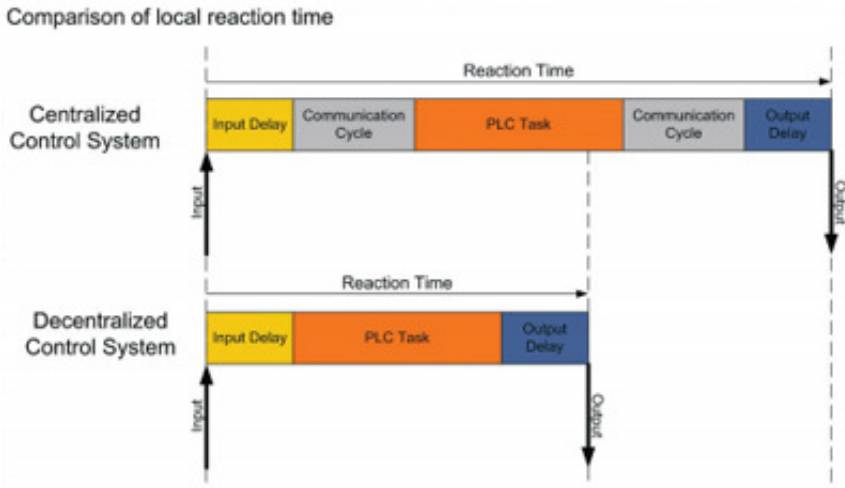 Comparison of local reaction time
Reaction Time
Centralized
Control System
Input Delay
Communication
Cycle
PLC Task
Communication
Cycle
Output
Delay
Input
Output
Reaction Time
Decentralized
Control System
Input Delay
PLC Task
Output
Delay
Input
Output